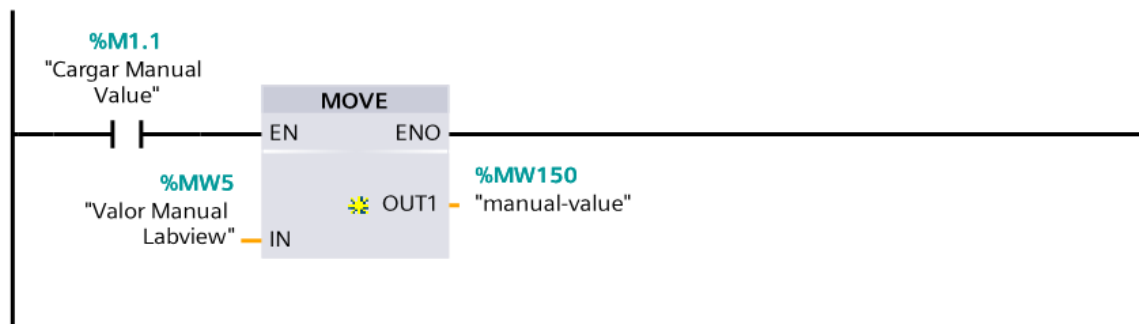 %M1.1
"Cargar Manual
Value"
MOVE
EN ENO
%MW5
"Valor Manual
Labview"
IN
OUT1
%MW150
"manual-value"